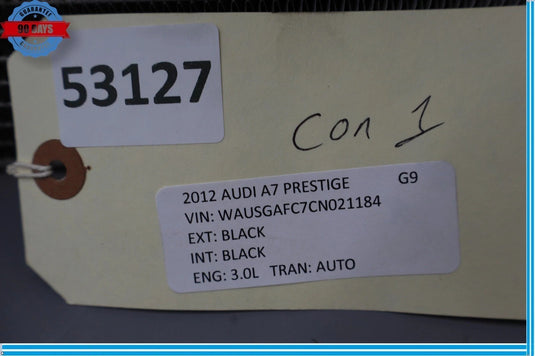 GUARANTEE
90 DAYS
53127
Con 1
2012 AUDI A7 PRESTIGE G9
VIN: WAUSGAFC7CN021184
EXT: BLACK
INT: BLACK
ENG: 3.0L TRAN: AUTO